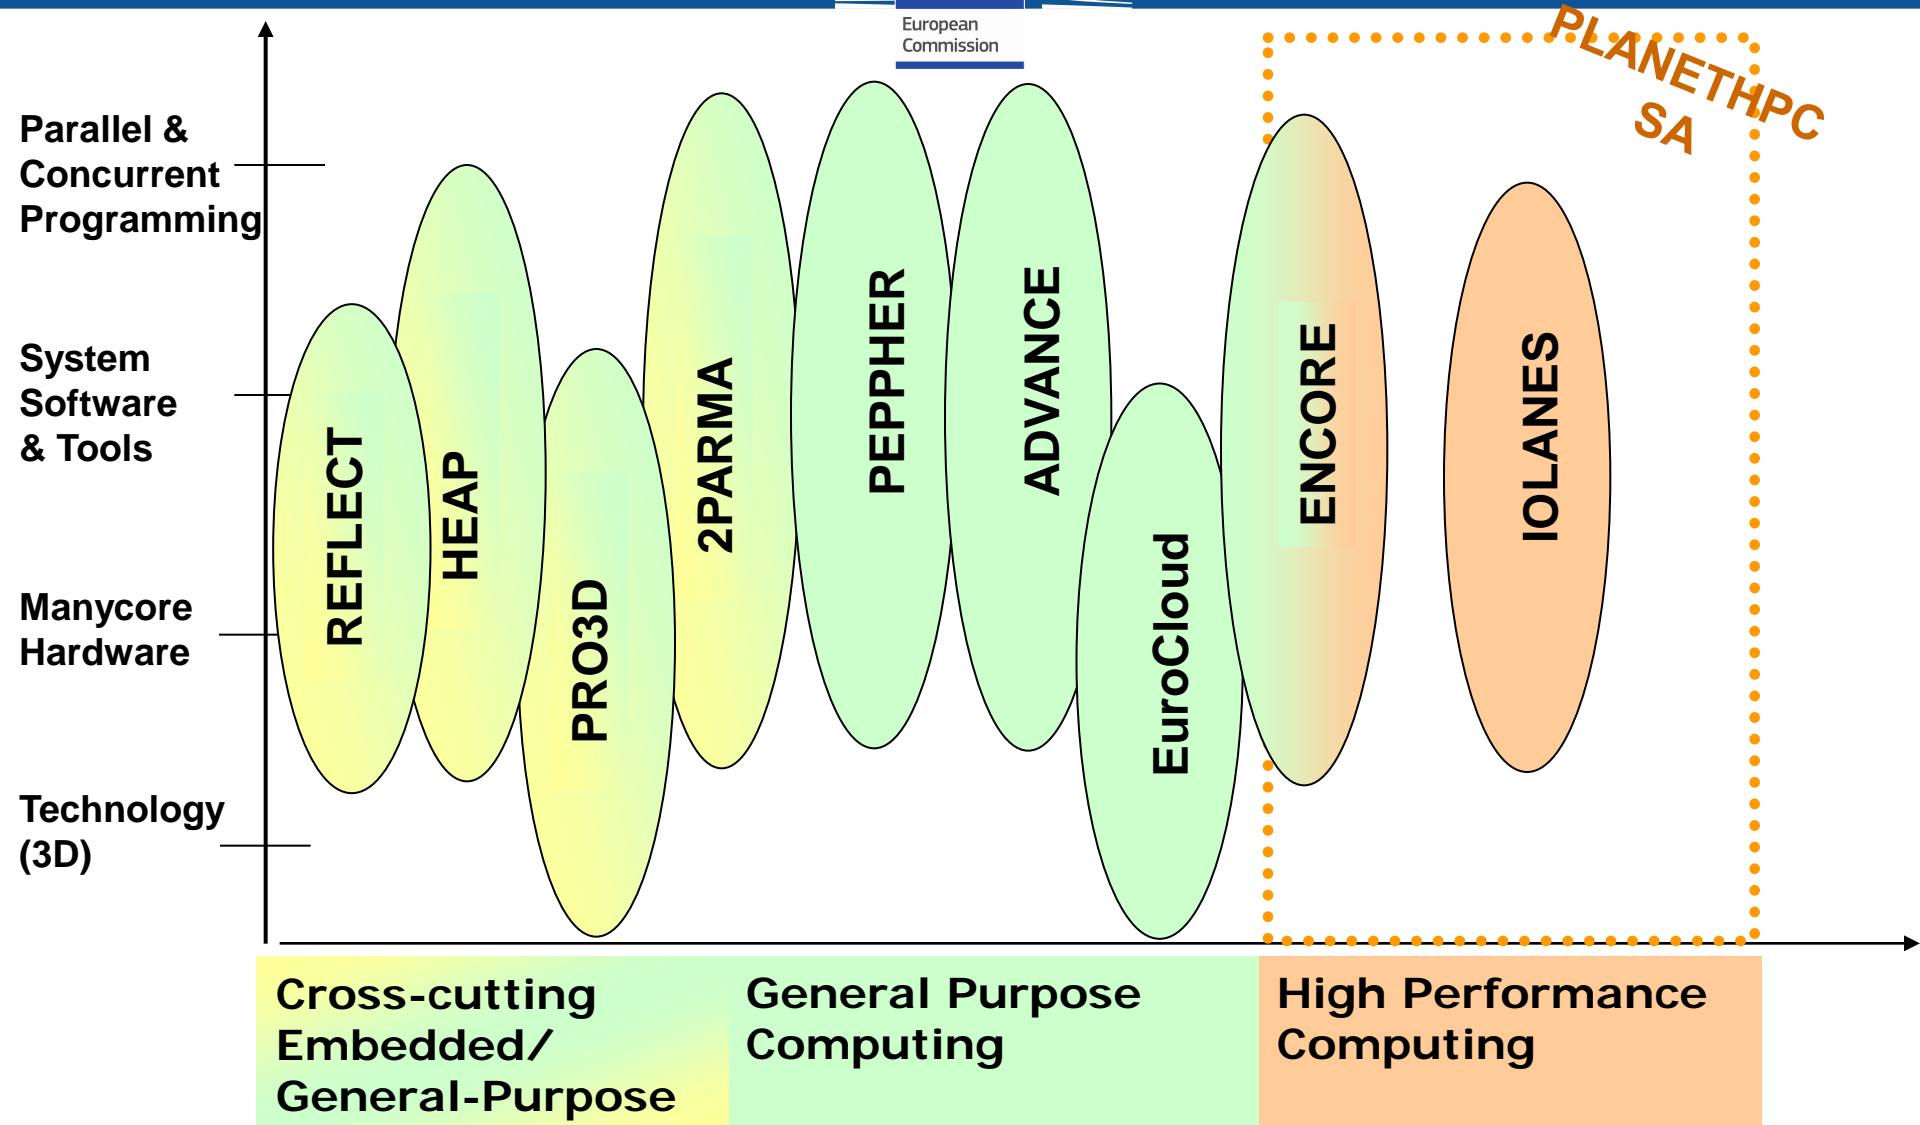 European
Commission
PLANETHPC
SA
Parallel &
Concurrent
Programming
System
Software
& Tools
Manycore
Hardware
Technology
(3D)
REFLECT
HEAP
PRO3D
2PARMA
PEPPHER
ADVANCE
EuroCloud
ENCORE
IOLANES
Cross-cutting
Embedded/
General-Purpose
General Purpose
Computing
High Performance
Computing